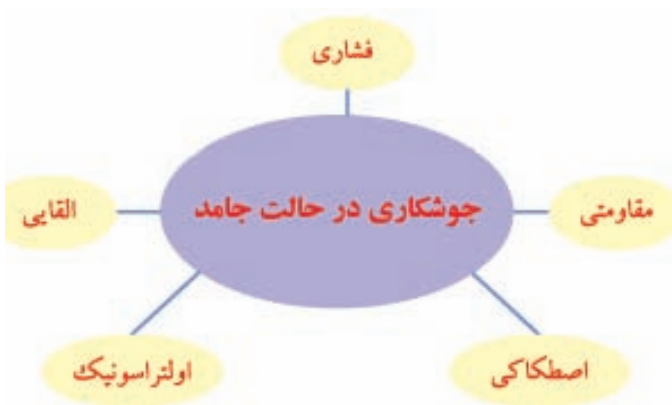 فشاری
جوشکاری در حالت جامد
مقاومتی
القایی
اصطکاکی
اولتراسونیک